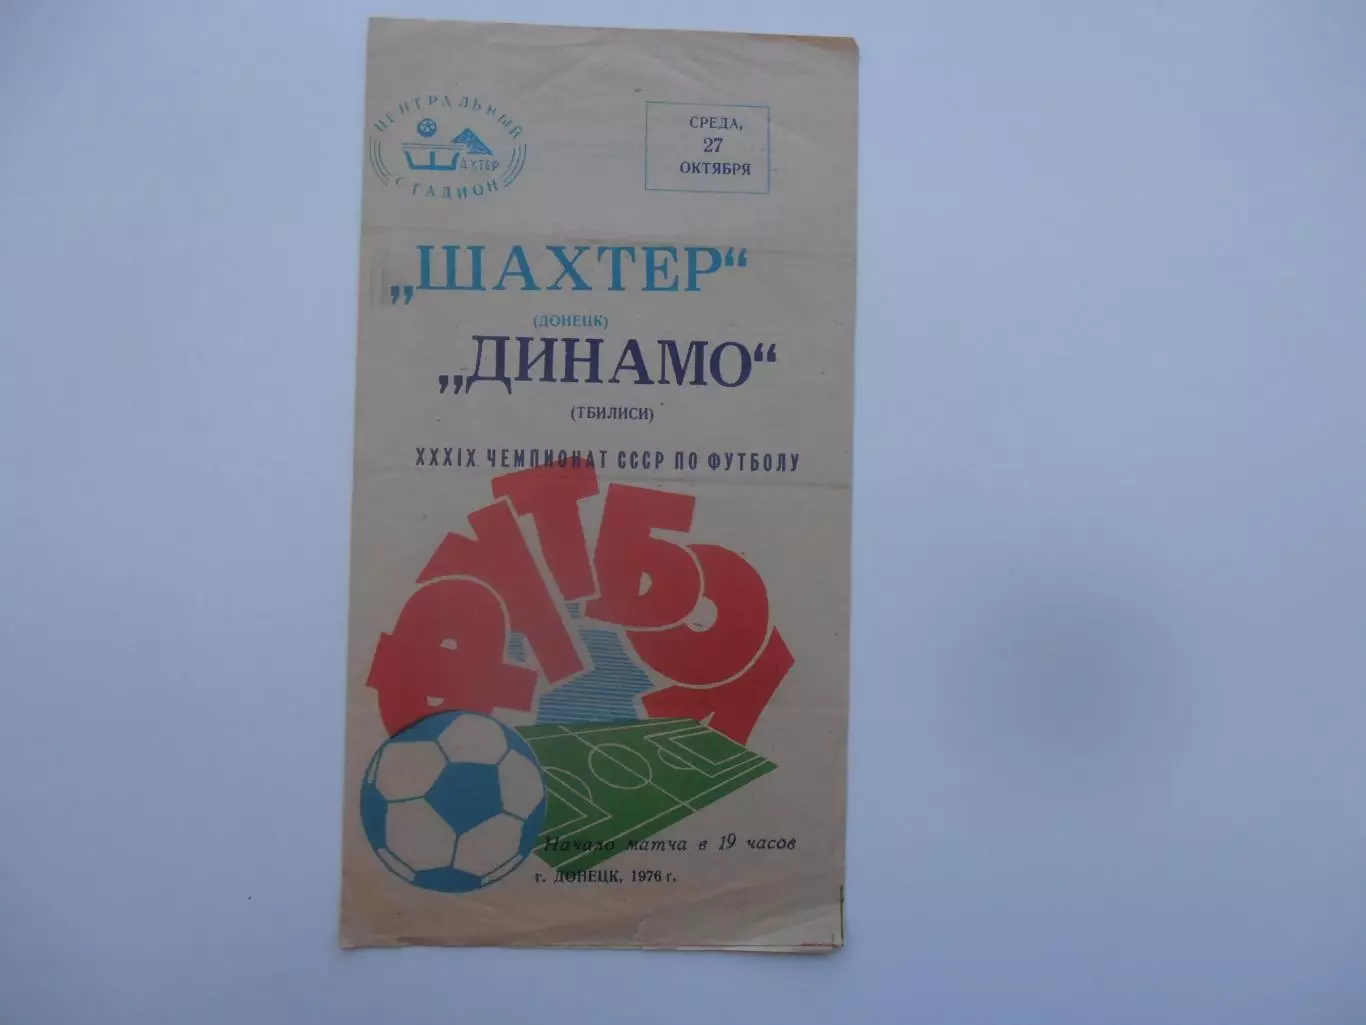 ЦЕНТРАЛЬНЫЙ
ШАХТЕР
СТАДИОН
СРЕДА,
27
ОКТЯБРЯ
„ШАХТЕР“
(ДОНЕЦК)
„ДИНАМО“
(ТБИЛИСИ)
XXXIX ЧЕМПИОНАТ СССР ПО ФУТБОЛУ
ФУТБОЛ
Начало матча в 19 часов
г. ДОНЕЦК, 1976 г.